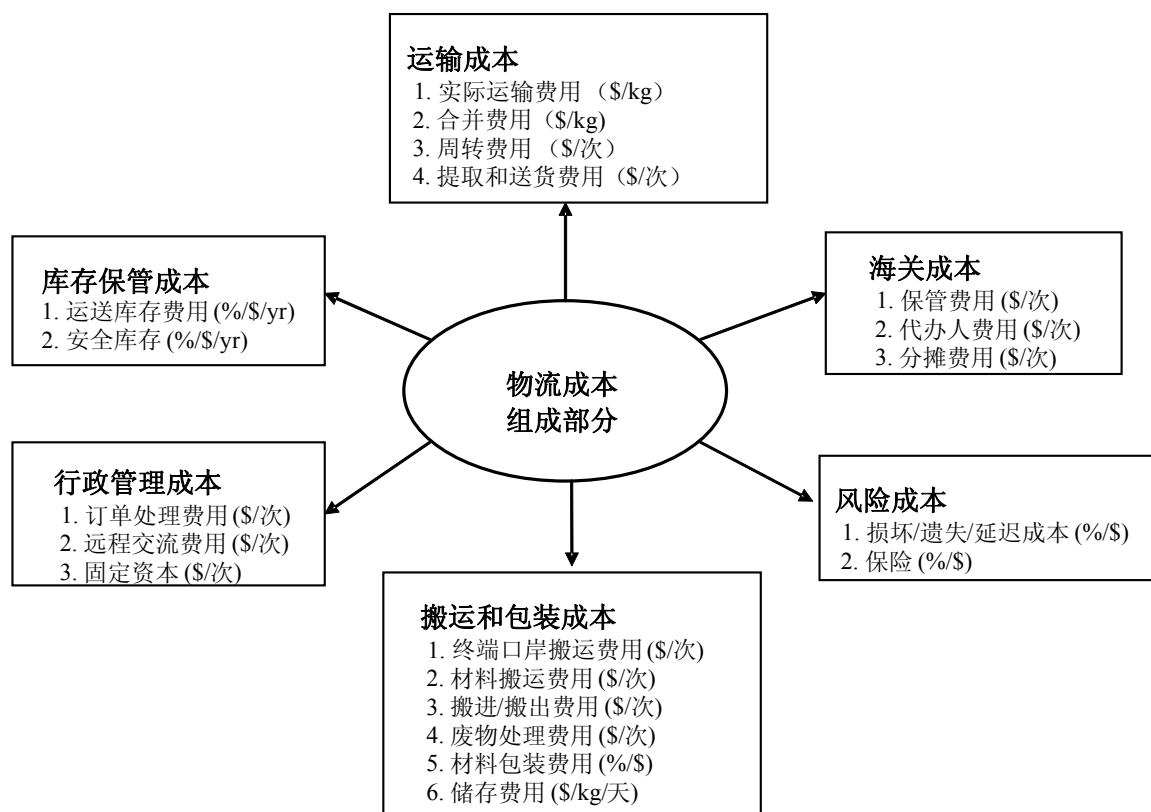 运输成本
1. 实际运输费用（$/kg）
2. 合并费用（$/kg)
3. 周转费用（$/次）
4. 提取和送货费用（$/次）
库存保管成本
1. 运送库存费用(%/$/yr)
2. 安全库存(%/$/yr)
海关成本
1. 保管费用($/次)
2. 代办人费用($/次)
3. 分摊费用($/次)
物流成本
组成部分
行政管理成本
1. 订单处理费用($/次)
2. 远程交流费用($/次)
3. 固定资本($/次)
风险成本
1. 损坏/遗失/延迟成本(%/$)
2. 保险(%/$)
搬运和包装成本
1. 终端口岸搬运费用($/次)
2. 材料搬运费用($/次)
3. 搬进/搬出费用($/次)
4. 废物处理费用($/次)
5. 材料包装费用(%/$)
6. 储存费用($/kg/天)